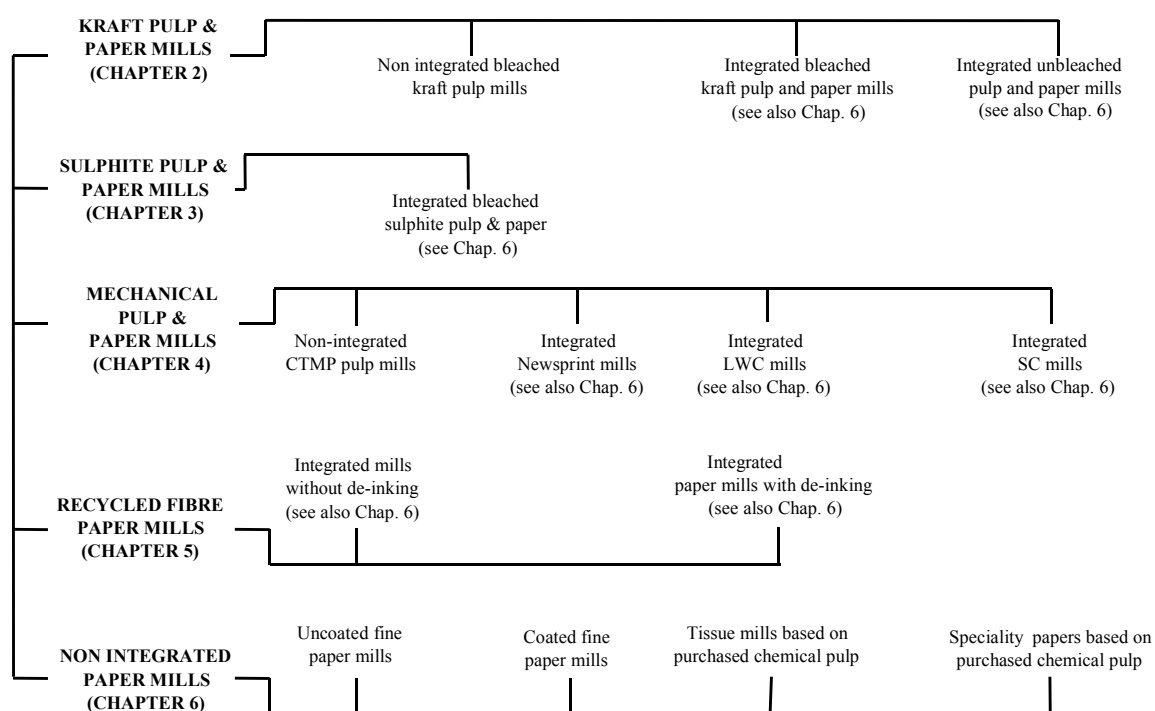 KRAFT PULP &
PAPER MILLS
(CHAPTER 2)
Non integrated bleached
kraft pulp mills
Integrated bleached
kraft pulp and paper mills
(see also Chap. 6)
Integrated unbleached
pulp and paper mills
(see also Chap. 6)
SULPHITE PULP &
PAPER MILLS
(CHAPTER 3)
Integrated bleached
sulphite pulp & paper
(see Chap. 6)
MECHANICAL
PULP &
PAPER MILLS
(CHAPTER 4)
Non-integrated
CTMP pulp mills
Integrated
Newsprint mills
(see also Chap. 6)
Integrated
LWC mills
(see also Chap. 6)
Integrated
SC mills
(see also Chap. 6)
RECYCLED FIBRE
PAPER MILLS
(CHAPTER 5)
Integrated mills
without de-inking
(see also Chap. 6)
Integrated
paper mills with de-inking
(see also Chap. 6)
NON INTEGRATED
PAPER MILLS
(CHAPTER 6)
Uncoated fine
paper mills
Coated fine
paper mills
Tissue mills based on
purchased chemical pulp
Speciality papers based on
purchased chemical pulp